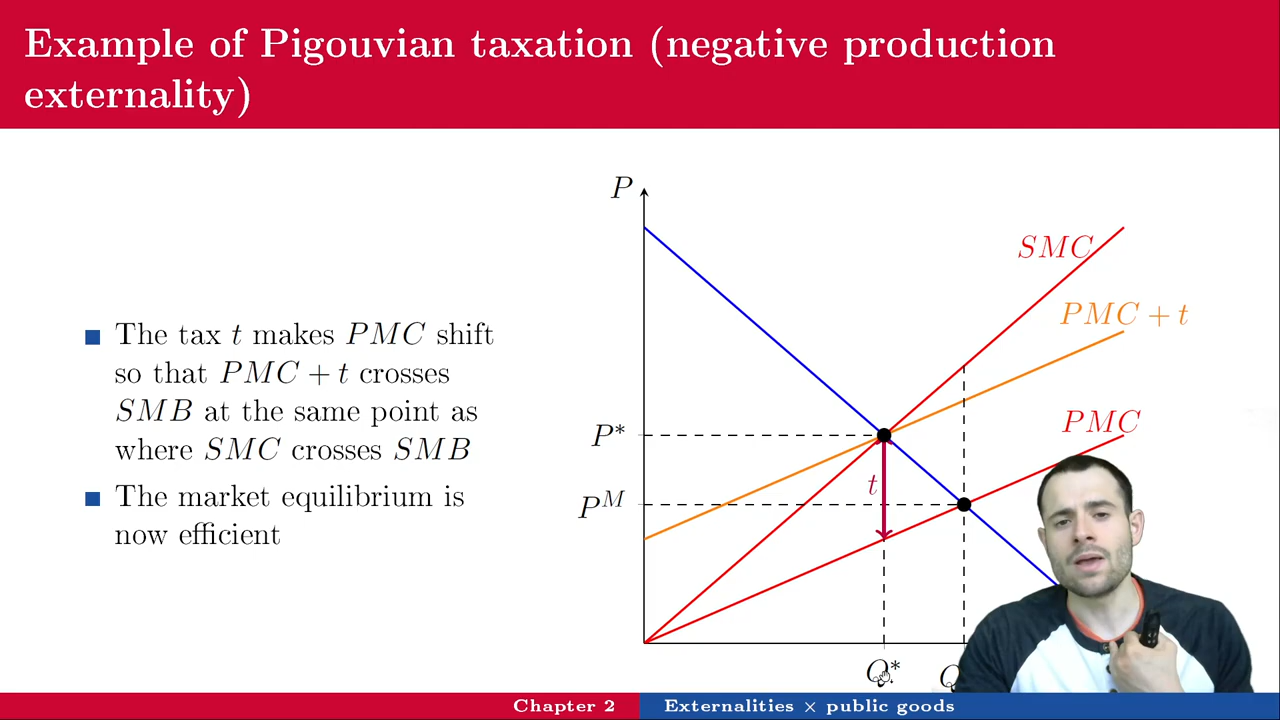 Example of Pigouvian taxation (negative production
externality)
The tax t makes PMC shift
so that PMC + t crosses
SMB at the same point as
where SMC crosses SMB
The market equilibrium is
now efficient
P
SMC
PMC + t
PMC
P*
t
P^M
Q*
Q
Chapter 2
Externalities × public goods